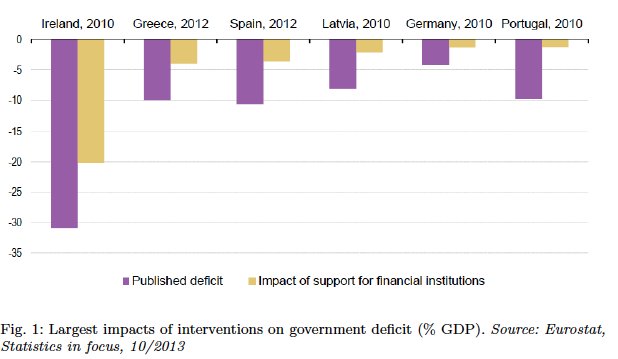 Ireland, 2010 Greece, 2012 Spain, 2012 Latvia, 2010 Germany, 2010 Portugal, 2010
0
-5
-10
-15
-20
-25
-30
-35
Published deficit Impact of support for financial institutions
Fig. 1: Largest impacts of interventions on government deficit (% GDP). Source: Eurostat,
Statistics in focus, 10/2013